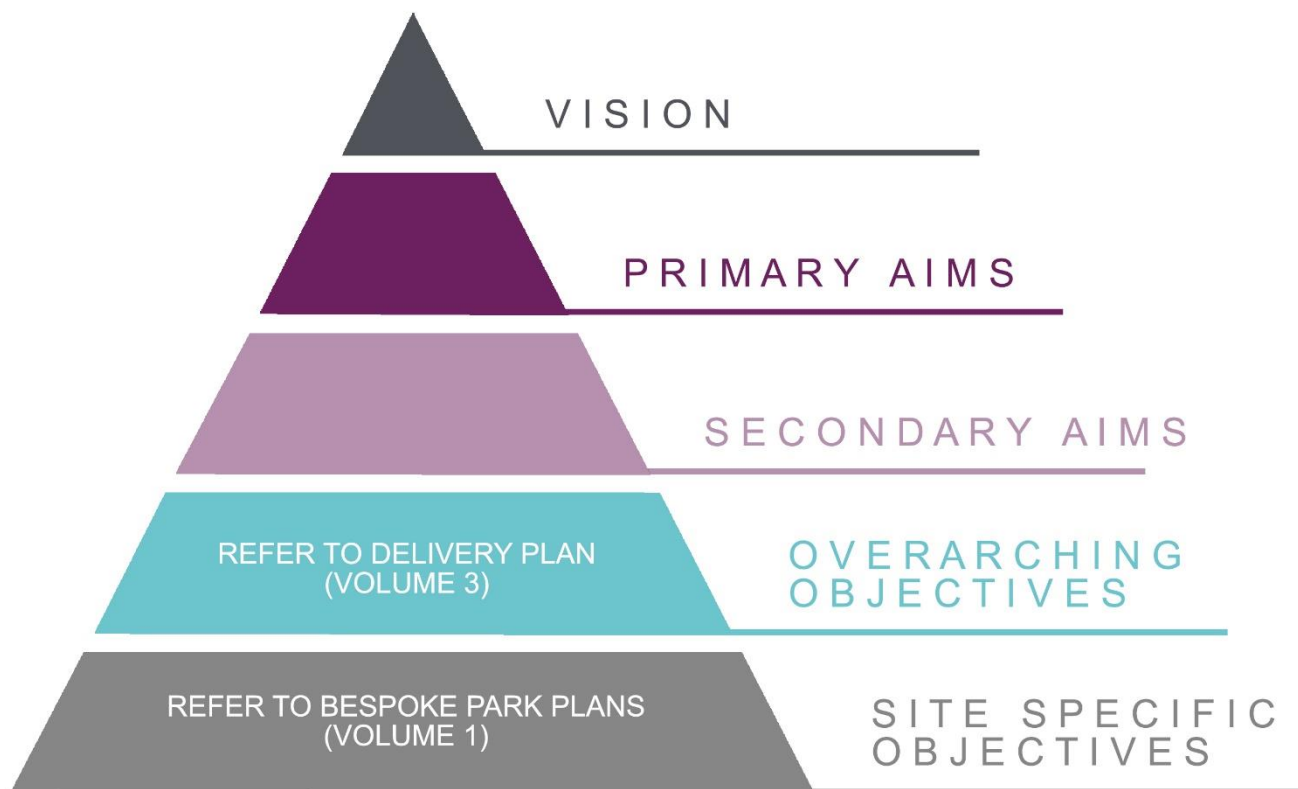 VISION
PRIMARY AIMS
SECONDARY AIMS
REFER TO DELIVERY PLAN
(VOLUME 3)
OVERARCHING
OBJECTIVES
REFER TO BESPOKE PARK PLANS
(VOLUME 1)
SITE SPECIFIC
OBJECTIVES